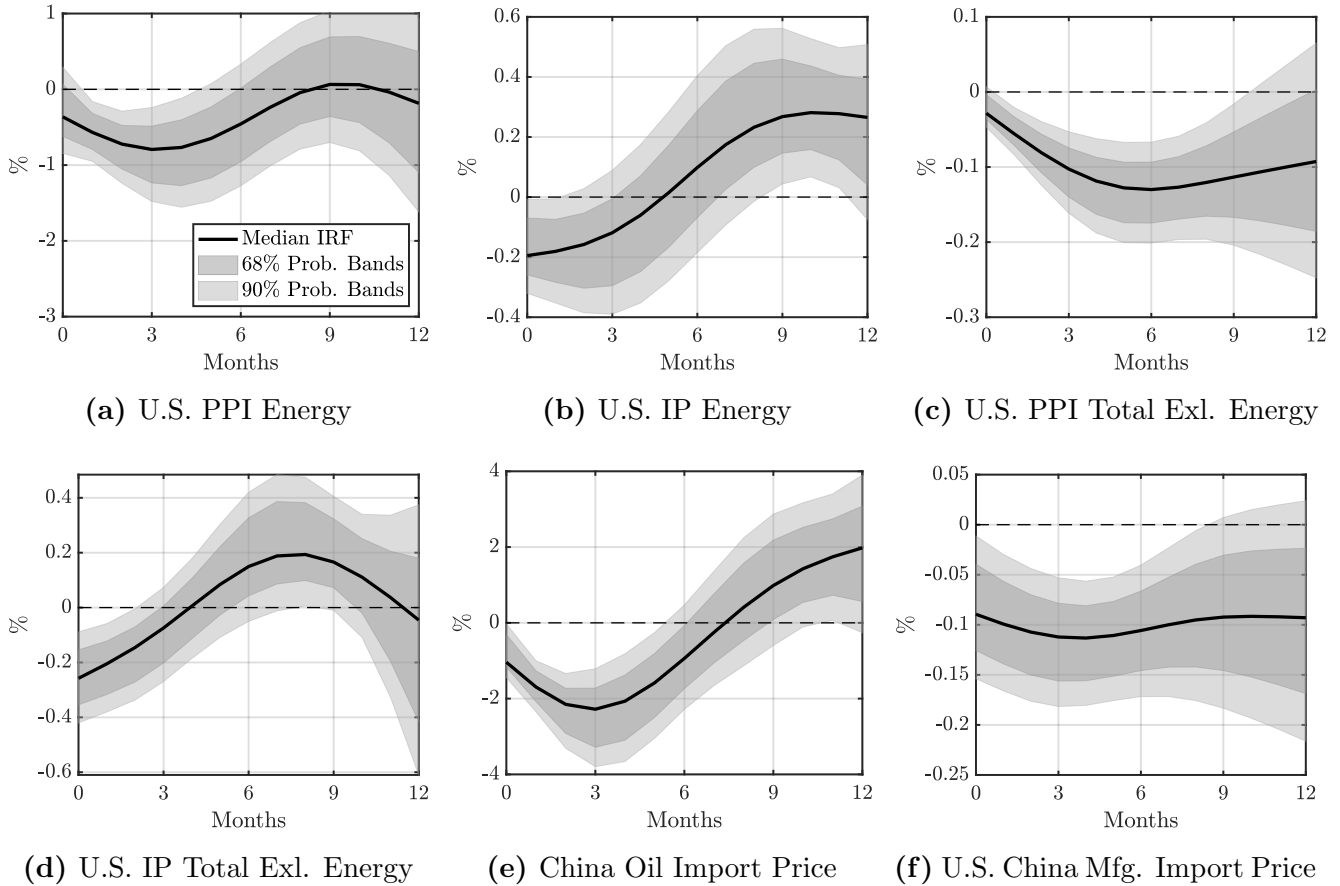 1
0
-1
-2
-3
%
Median IRF
68% Prob. Bands
90% Prob. Bands
0 3 6 9 12
Months
(a) U.S. PPI Energy
0.6
0.4
0.2
0
-0.2
-0.4
%
0 3 6 9 12
Months
(b) U.S. IP Energy
0.1
0
-0.1
-0.2
-0.3
%
0 3 6 9 12
Months
(c) U.S. PPI Total Exl. Energy
0.4
0.2
0
-0.2
-0.4
-0.6
%
0 3 6 9 12
Months
(d) U.S. IP Total Exl. Energy
4
2
0
-2
-4
%
0 3 6 9 12
Months
(e) China Oil Import Price
0.05
0
-0.05
-0.1
-0.15
-0.2
-0.25
%
0 3 6 9 12
Months
(f) U.S. China Mfg. Import Price